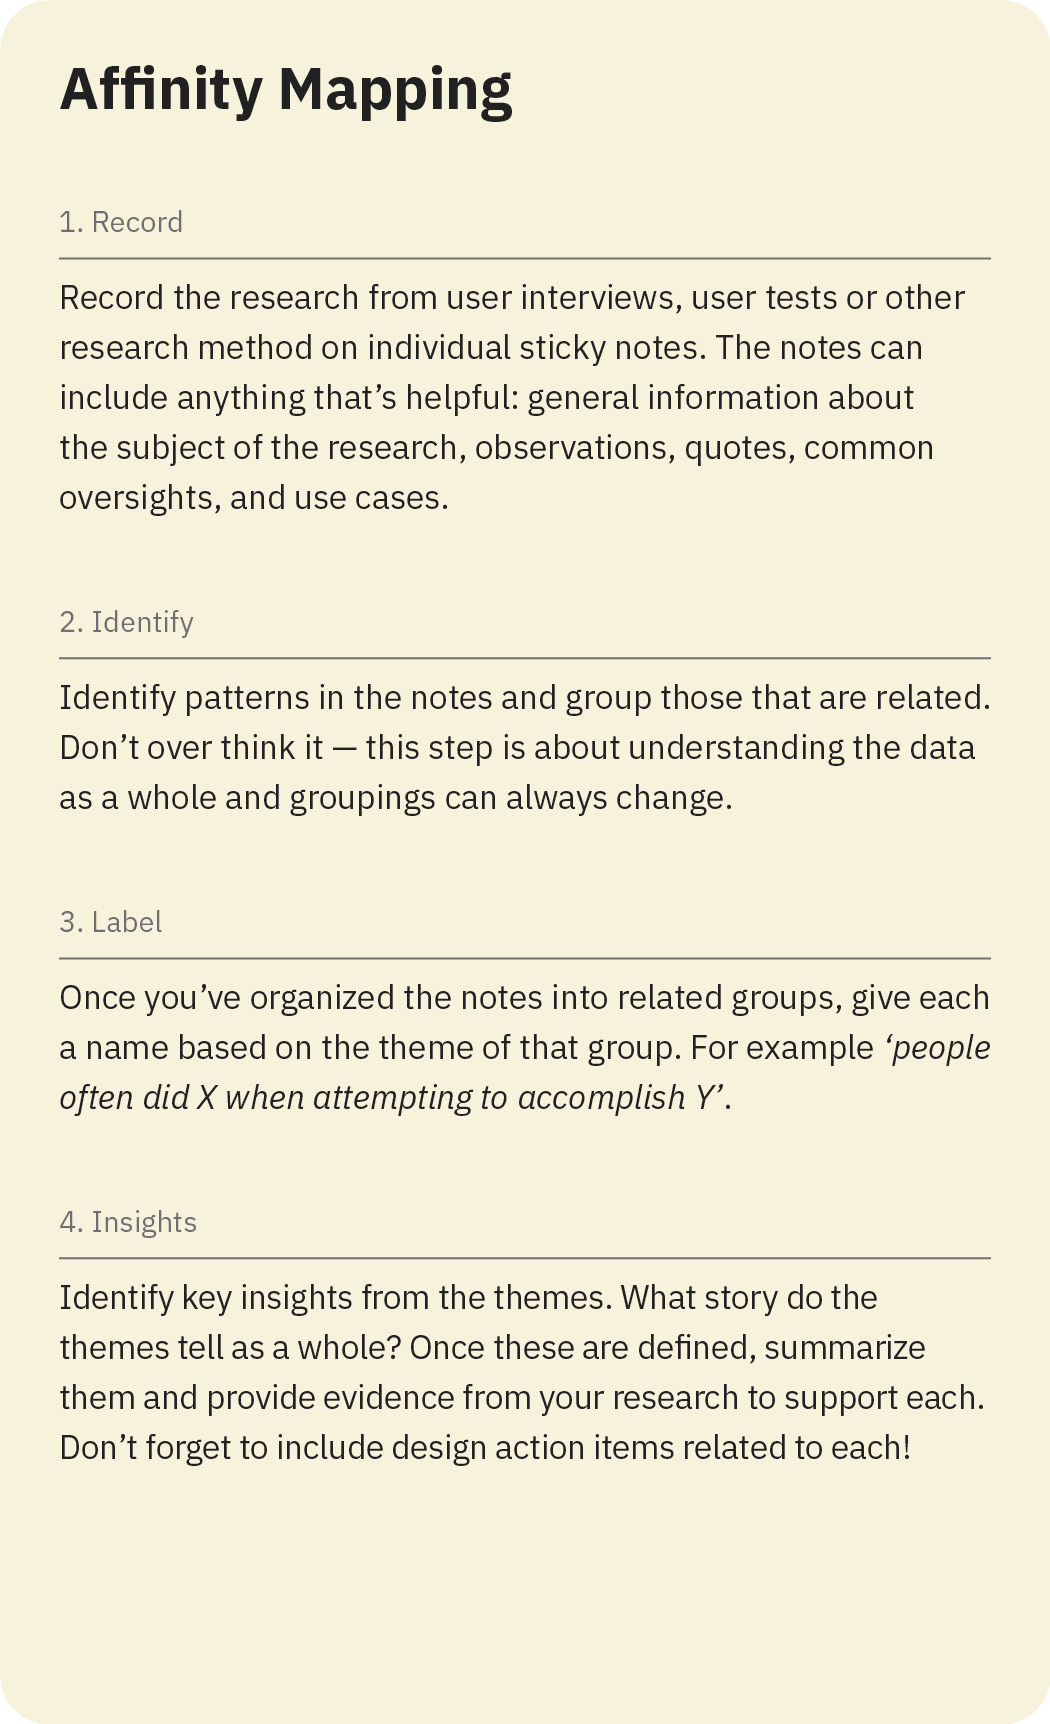 Affinity Mapping
1. Record
Record the research from user interviews, user tests or other
research method on individual sticky notes. The notes can
include anything that’s helpful: general information about
the subject of the research, observations, quotes, common
oversights, and use cases.
2. Identify
Identify patterns in the notes and group those that are related.
Don’t over think it — this step is about understanding the data
as a whole and groupings can always change.
3. Label
Once you’ve organized the notes into related groups, give each
a name based on the theme of that group. For example ‘people
often did X when attempting to accomplish Y’.
4. Insights
Identify key insights from the themes. What story do the
themes tell as a whole? Once these are defined, summarize
them and provide evidence from your research to support each.
Don’t forget to include design action items related to each!